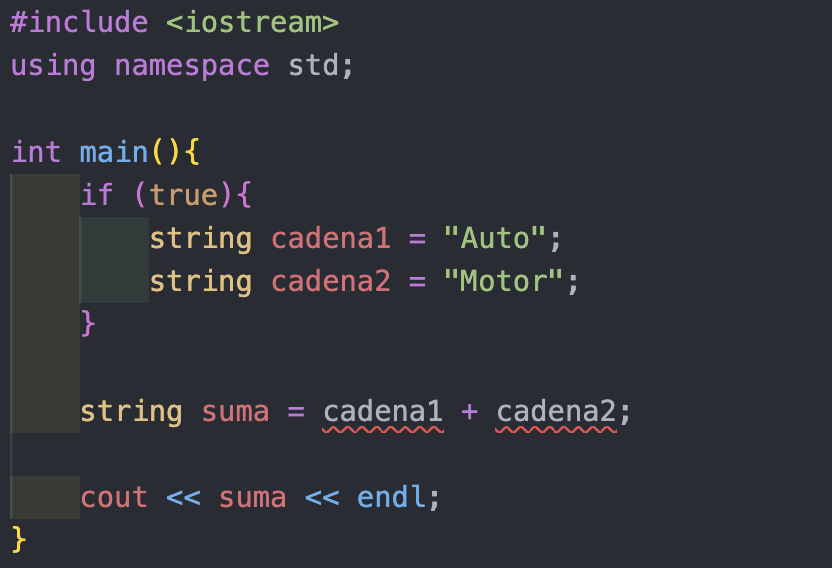 #include <iostream>
using namespace std;
int main(){
if (true){
string cadena1 = "Auto";
string cadena2 = "Motor";
}
string suma = cadena1 + cadena2;
cout << suma << endl;
}